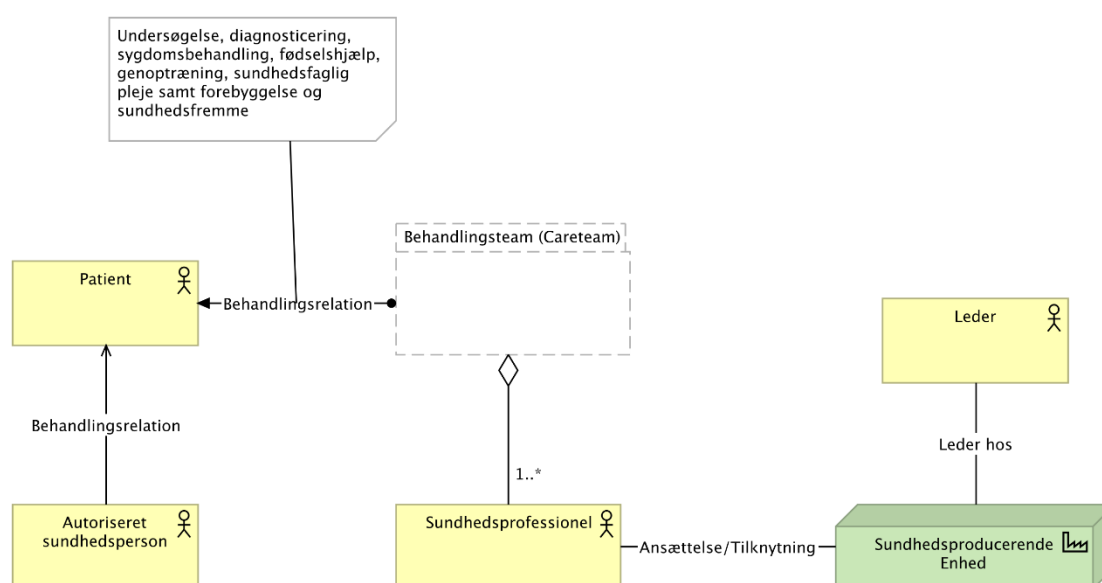 Undersøgelse, diagnosticering,
sygdomsbehandling, fødselshjælp,
genoptræning, sundhedsfaglig
pleje samt forebyggelse og
sundhedsfremme
Behandlingsteam (Careteam)
Patient
Behandlingsrelation
Leder
Behandlingsrelation
Leder hos
1..*
Autoriseret
sundhedsperson
Sundhedsprofessionel
Ansættelse/Tilknytning
Sundhedsproducerende
Enhed